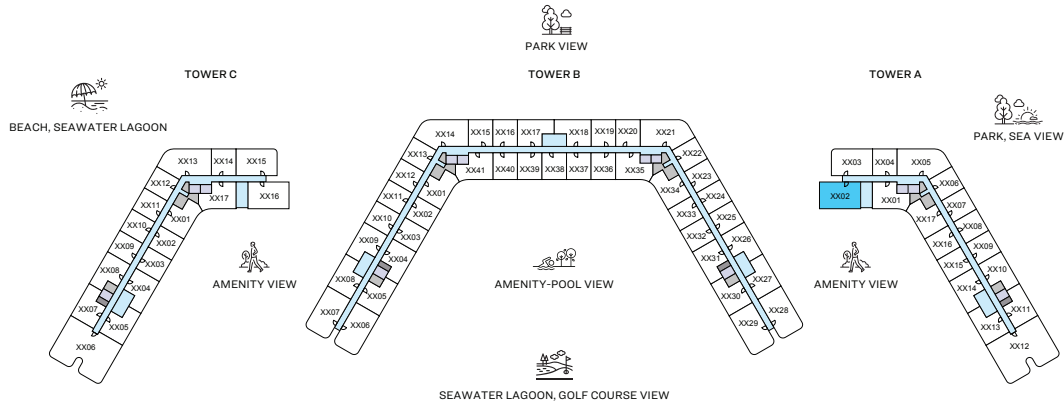 PARK VIEW
TOWER C
TOWER B
TOWER A
BEACH, SEAWATER LAGOON
PARK, SEA VIEW
XX13
XX14
XX15
XX12
XX16
XX11
XX01
XX17
XX10
XX02
XX09
XX03
XX08
XX04
XX07
XX05
XX06
AMENITY VIEW
XX14
XX15
XX16
XX17
XX18
XX19
XX20
XX21
XX13
XX41
XX40
XX39
XX38
XX37
XX36
XX35
XX22
XX12
XX01
XX34
XX23
XX11
XX02
XX33
XX24
XX10
XX03
XX32
XX25
XX09
XX04
XX31
XX26
XX08
XX05
XX30
XX27
XX07
XX06
XX29
XX28
AMENITY-POOL VIEW
XX03
XX04
XX05
XX02
XX01
XX06
XX17
XX07
XX16
XX08
XX15
XX09
XX14
XX10
XX13
XX11
XX12
AMENITY VIEW
SEAWATER LAGOON, GOLF COURSE VIEW